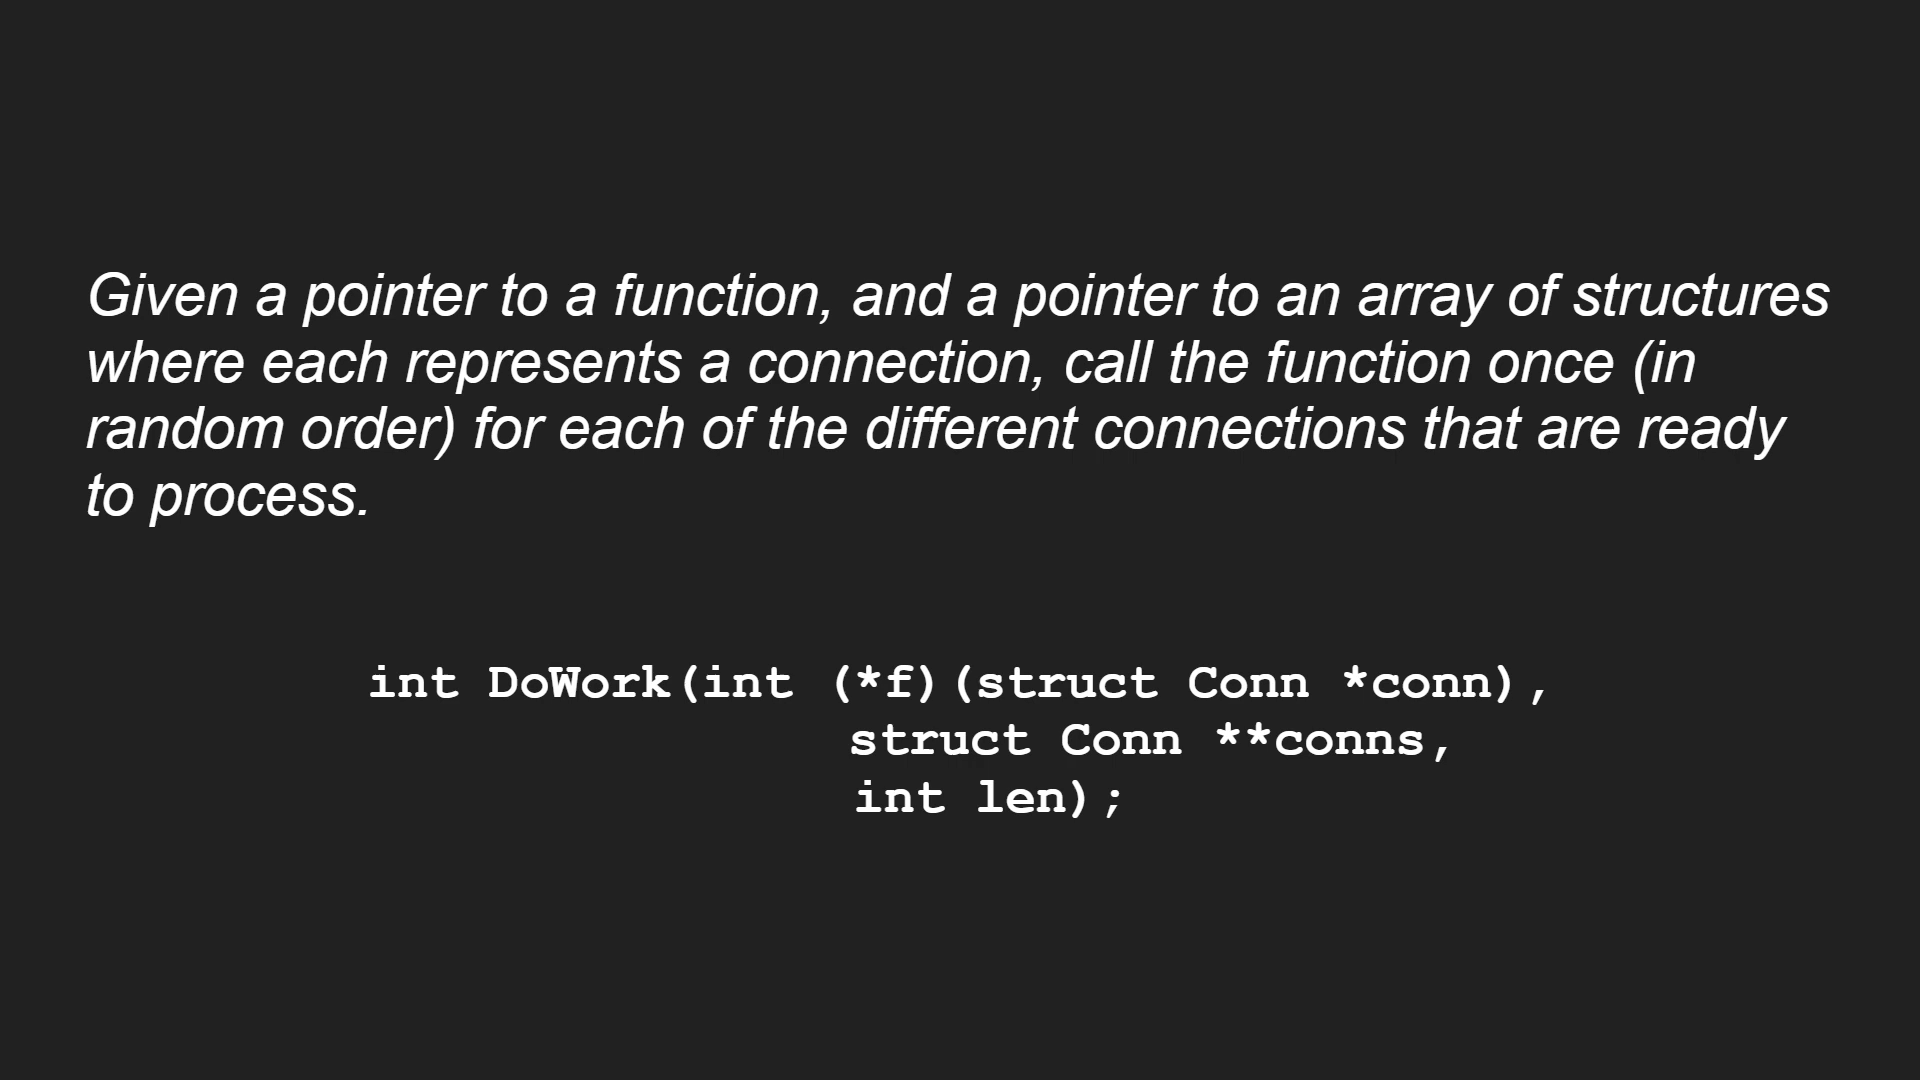 Given a pointer to a function, and a pointer to an array of structures
where each represents a connection, call the function once (in
random order) for each of the different connections that are ready
to process.
int DoWork(int (*f)(struct Conn *conn),
struct Conn **conns,
int len);